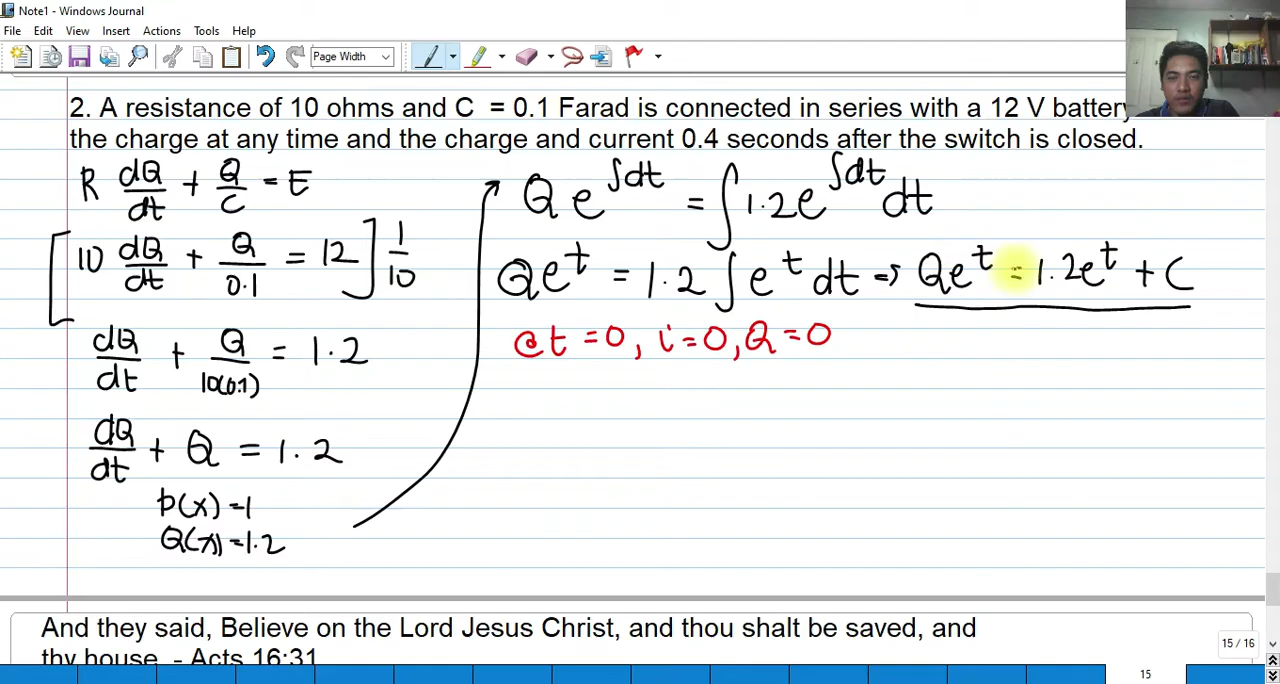 Note1 - Windows Journal
File Edit View Insert Actions Tools Help
Page Width
2. A resistance of 10 ohms and C = 0.1 Farad is connected in series with a 12 V battery
the charge at any time and the charge and current 0.4 seconds after the switch is closed.
R dQ/dt + Q/C = E
[10 dQ/dt + Q/0.1 = 12] 1/10
dQ/dt + Q/10(0.1) = 1.2
dQ/dt + Q = 1.2
P(x) = 1
Q(x) = 1.2
Qe^∫dt = ∫1.2e^∫dt dt
Qe^t = 1.2 ∫e^t dt => Qe^t = 1.2e^t + C
@t = 0, i = 0, Q = 0
And they said, Believe on the Lord Jesus Christ, and thou shalt be saved, and
thy house. - Acts 16:31
15 / 16
15